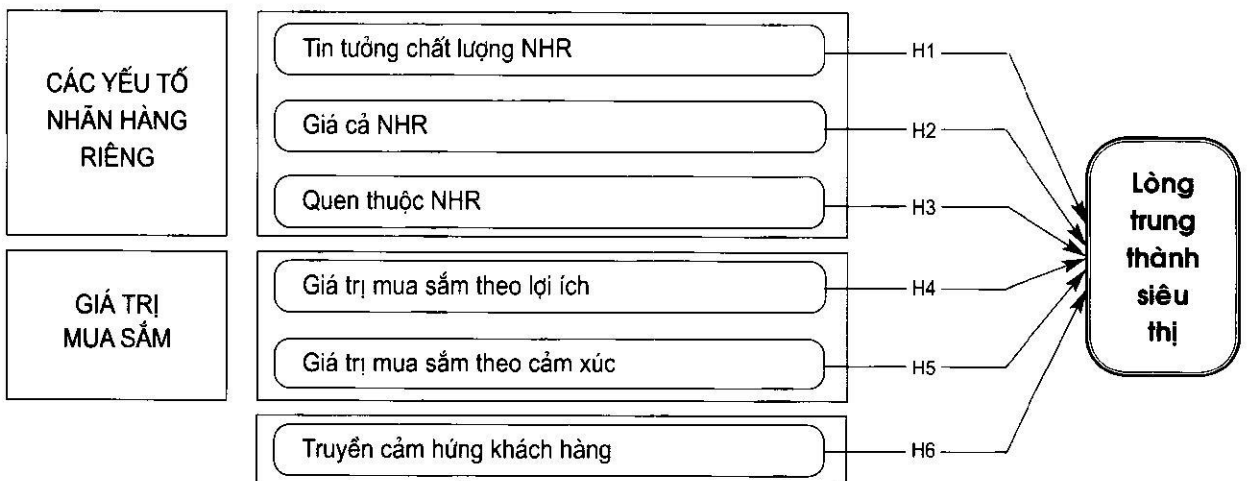 CÁC YẾU TỐ
NHÃN HÀNG
RIÊNG
Tin tưởng chất lượng NHR
H1
Giá cả NHR
H2
Quen thuộc NHR
H3
GIÁ TRỊ
MUA SẮM
Giá trị mua sắm theo lợi ích
H4
Giá trị mua sắm theo cảm xúc
H5
Truyền cảm hứng khách hàng
H6
Lòng
trung
thành
siêu
thị